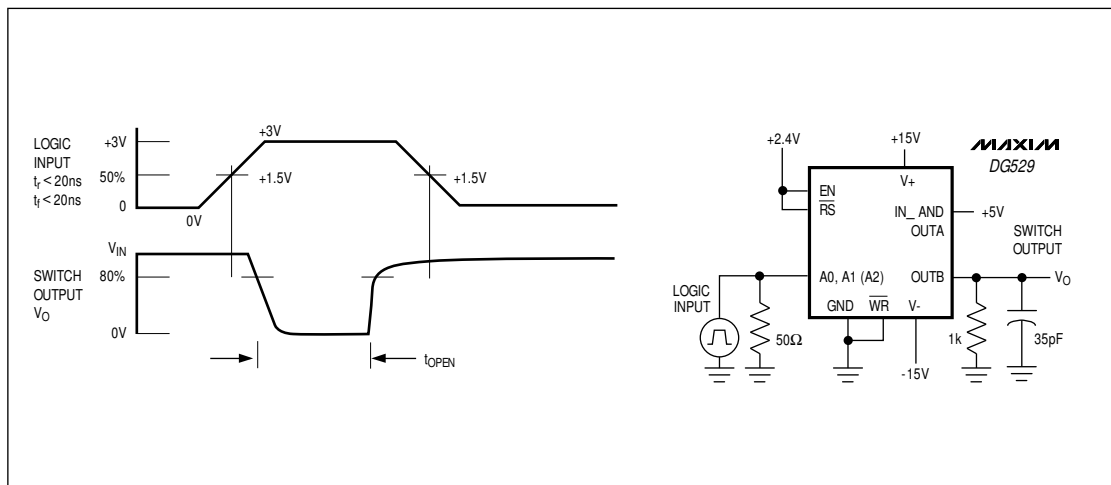 LOGIC
INPUT
tr < 20ns
tf < 20ns
+3V
50%
0
0V
+3V
+1.5V
+1.5V
SWITCH
OUTPUT
VO
VIN
80%
0V
tOPEN
+2.4V
+15V
MAXIM
DG529
V+
EN
RS
IN_ AND
OUTA
+5V
SWITCH
OUTPUT
A0, A1 (A2)
OUTB
VO
LOGIC
INPUT
GND
WR
V-
50Ω
1k
35pF
-15V